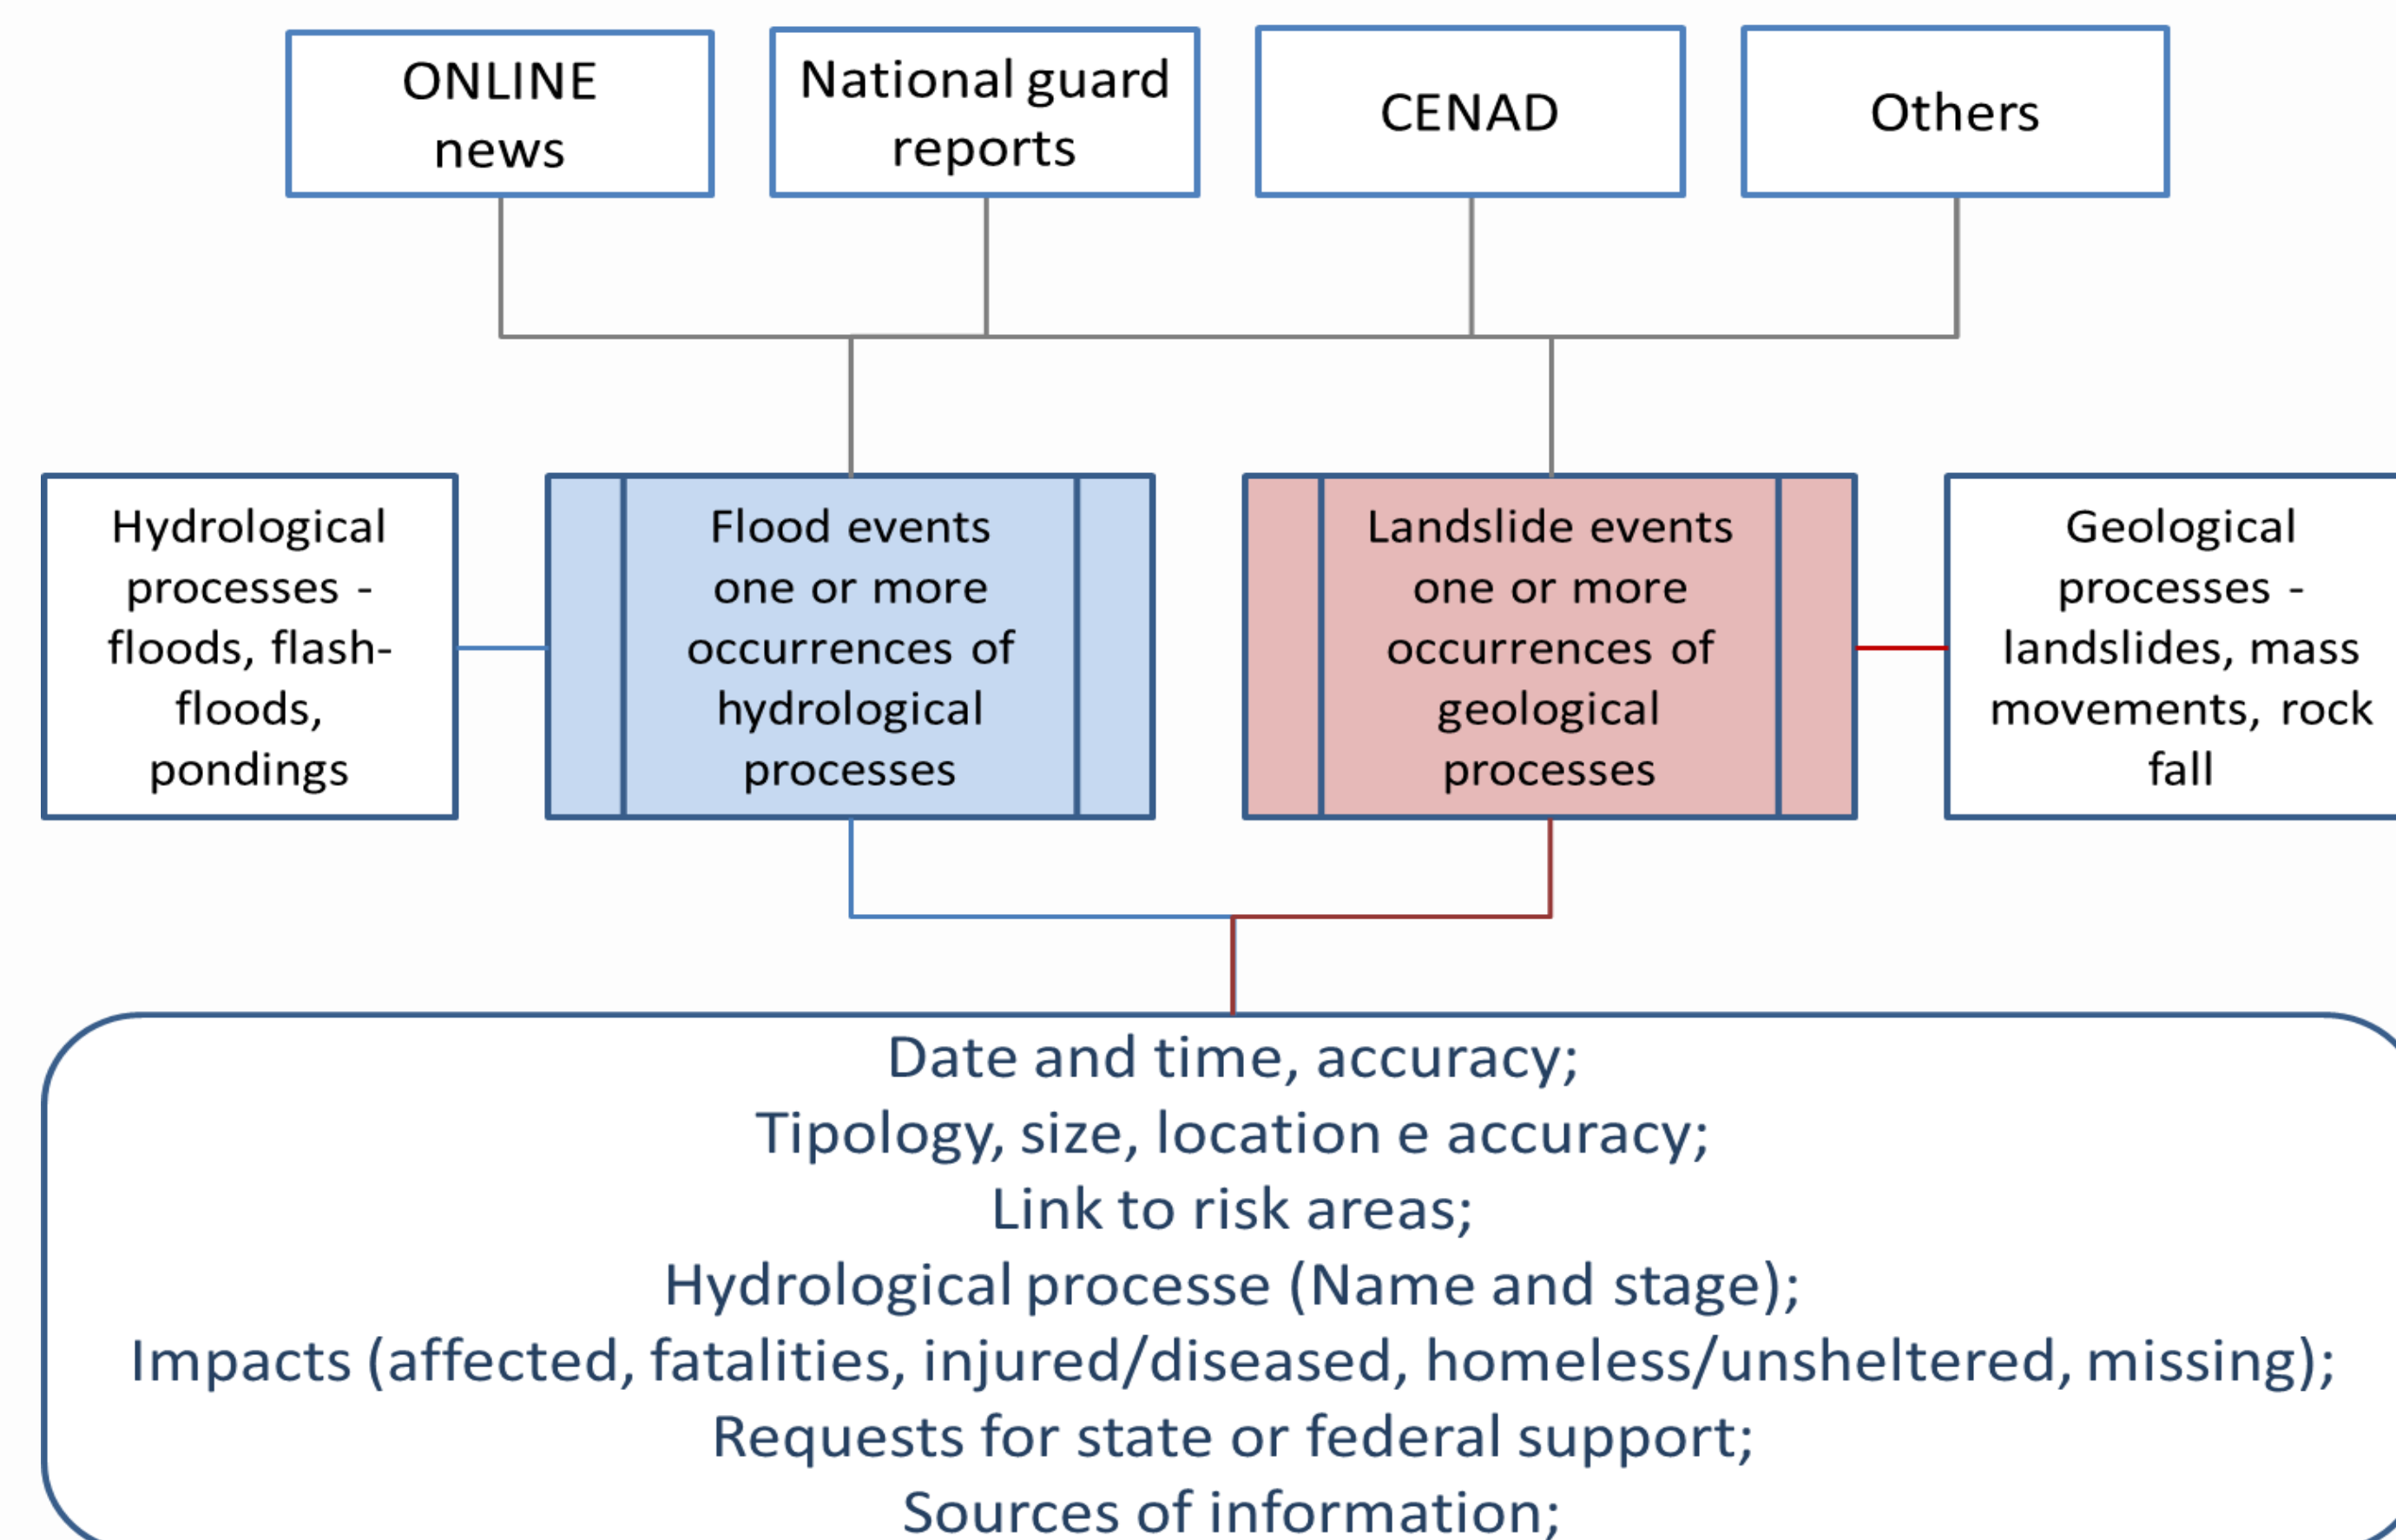 ONLINE
news
National guard
reports
CENAD
Others
Hydrological
processes -
floods, flash-
floods,
pondings
Flood events
one or more
occurrences of
hydrological
processes
Landslide events
one or more
occurrences of
geological
processes
Geological
processes -
landslides, mass
movements, rock
fall
Date and time, accuracy;
Tipology, size, location e accuracy;
Link to risk areas;
Hydrological processe (Name and stage);
Impacts (affected, fatalities, injured/diseased, homeless/unsheltered, missing);
Requests for state or federal support;
Sources of information;